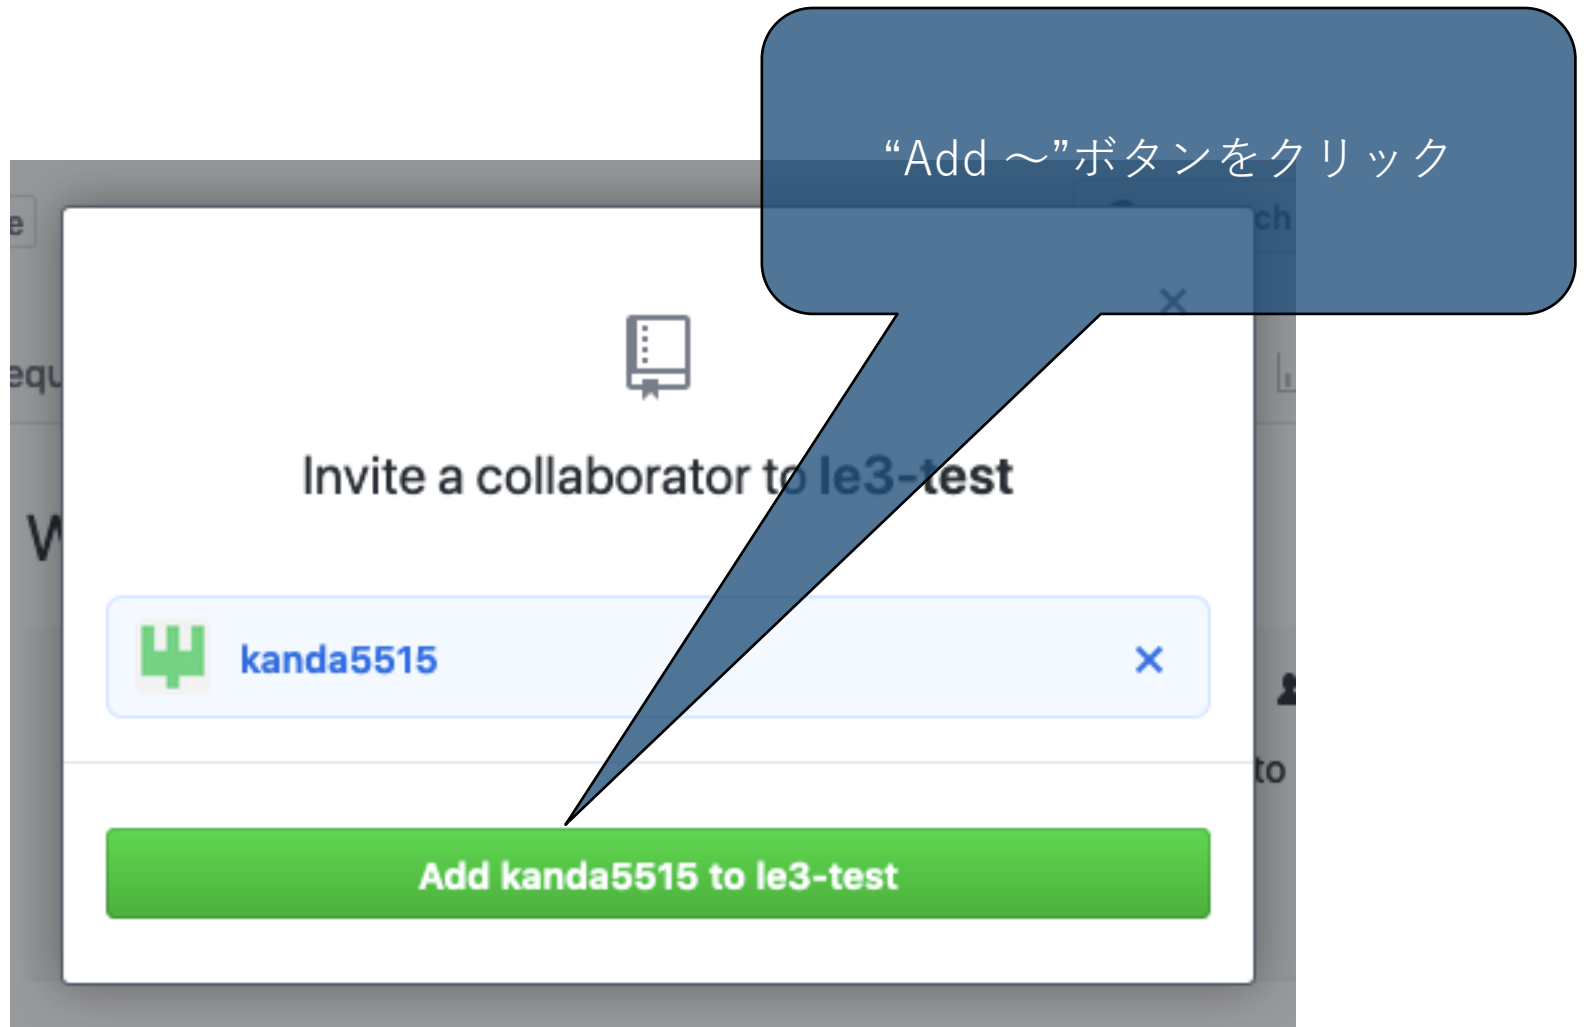 “Add ～”ボタンをクリック
Invite a collaborator to le3-test
kanda5515
Add kanda5515 to le3-test
to